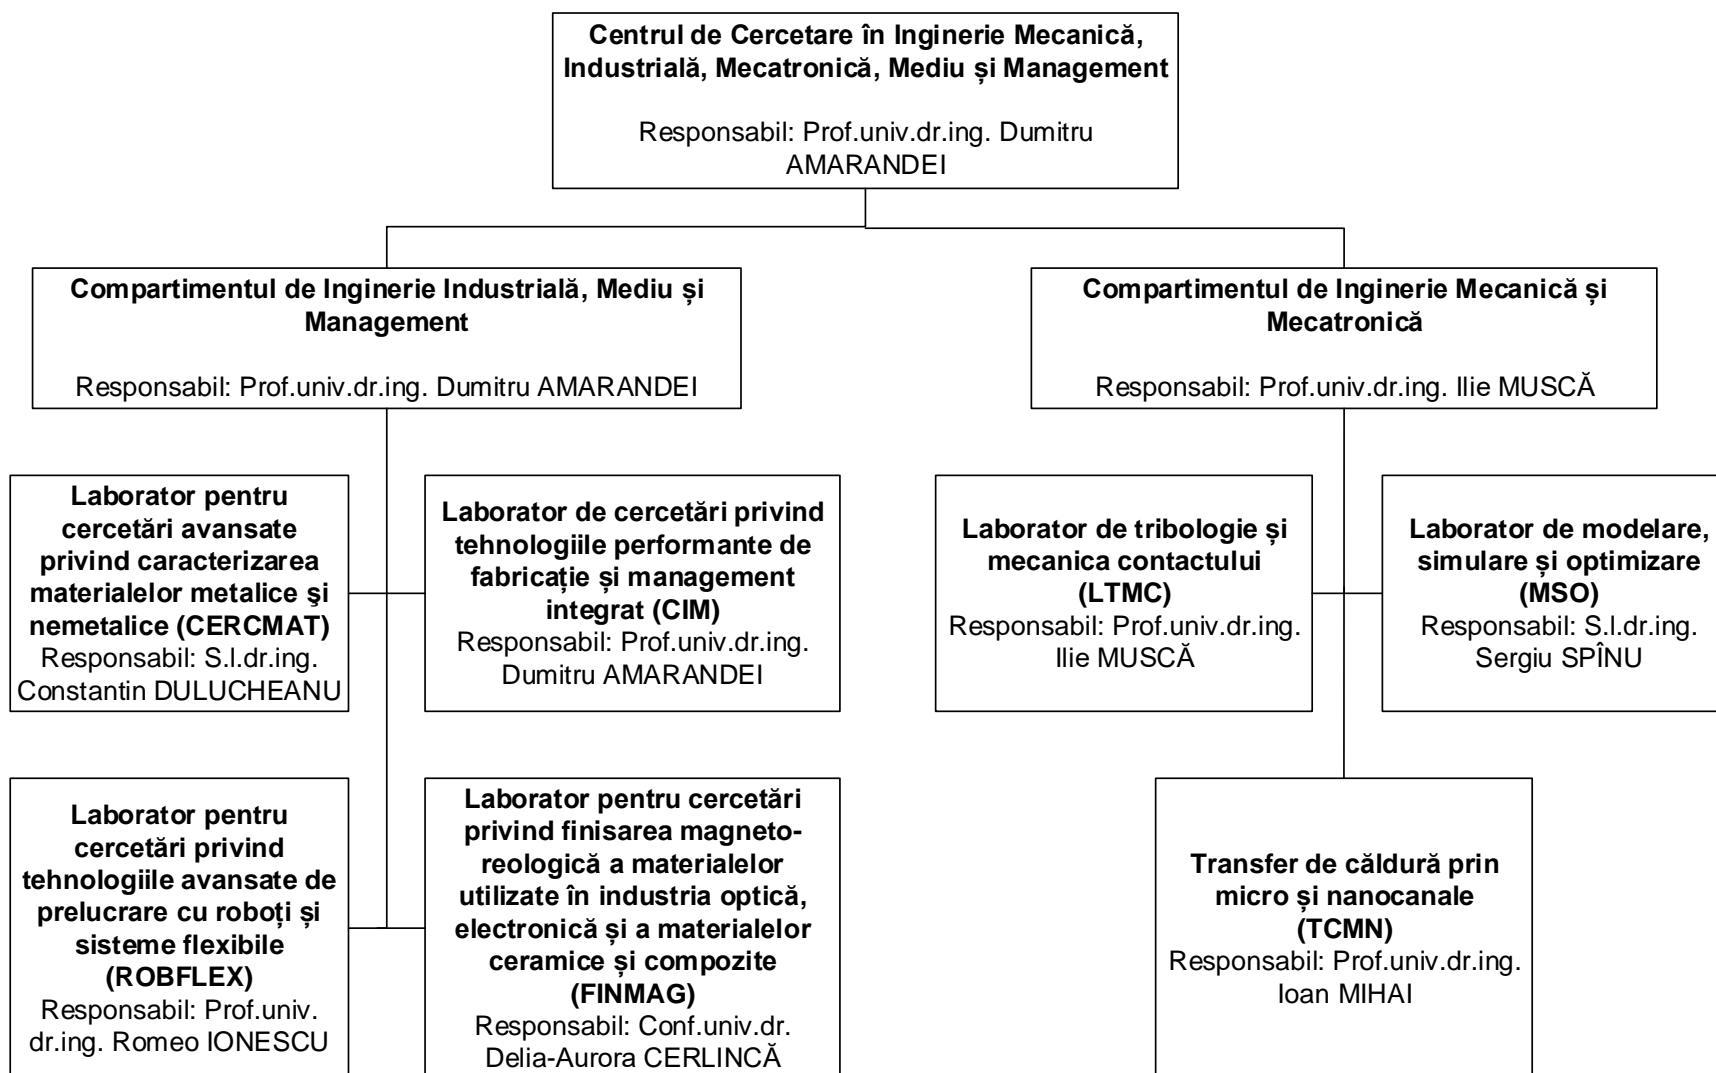 Centrul de Cercetare în Inginerie Mecanică,
Industrială, Mecatronică, Mediu și Management
Responsabil: Prof.univ.dr.ing. Dumitru
AMARANDEI
Compartimentul de Inginerie Industrială, Mediu și
Management
Responsabil: Prof.univ.dr.ing. Dumitru AMARANDEI
Compartimentul de Inginerie Mecanică și
Mecatronică
Responsabil: Prof.univ.dr.ing. Ilie MUSCĂ
Laborator pentru
cercetări avansate
privind caracterizarea
materialelor metalice şi
nemetalice (CERCMAT)
Responsabil: S.l.dr.ing.
Constantin DULUCHEANU
Laborator de cercetări privind
tehnologiile performante de
fabricație și management
integrat (CIM)
Responsabil: Prof.univ.dr.ing.
Dumitru AMARANDEI
Laborator de tribologie și
mecanica contactului
(LTMC)
Responsabil: Prof.univ.dr.ing.
Ilie MUSCĂ
Laborator de modelare,
simulare și optimizare
(MSO)
Responsabil: S.l.dr.ing.
Sergiu SPÎNU
Laborator pentru
cercetări privind
tehnologiile avansate de
prelucrare cu roboți și
sisteme flexibile
(ROBFLEX)
Responsabil: Prof.univ.
dr.ing. Romeo IONESCU
Laborator pentru cercetări
privind finisarea magneto-
reologică a materialelor
utilizate în industria optică,
electronică și a materialelor
ceramice și compozite
(FINMAG)
Responsabil: Conf.univ.dr.
Delia-Aurora CERLINCĂ
Transfer de căldură prin
micro și nanocanale
(TCMN)
Responsabil: Prof.univ.dr.ing.
Ioan MIHAI